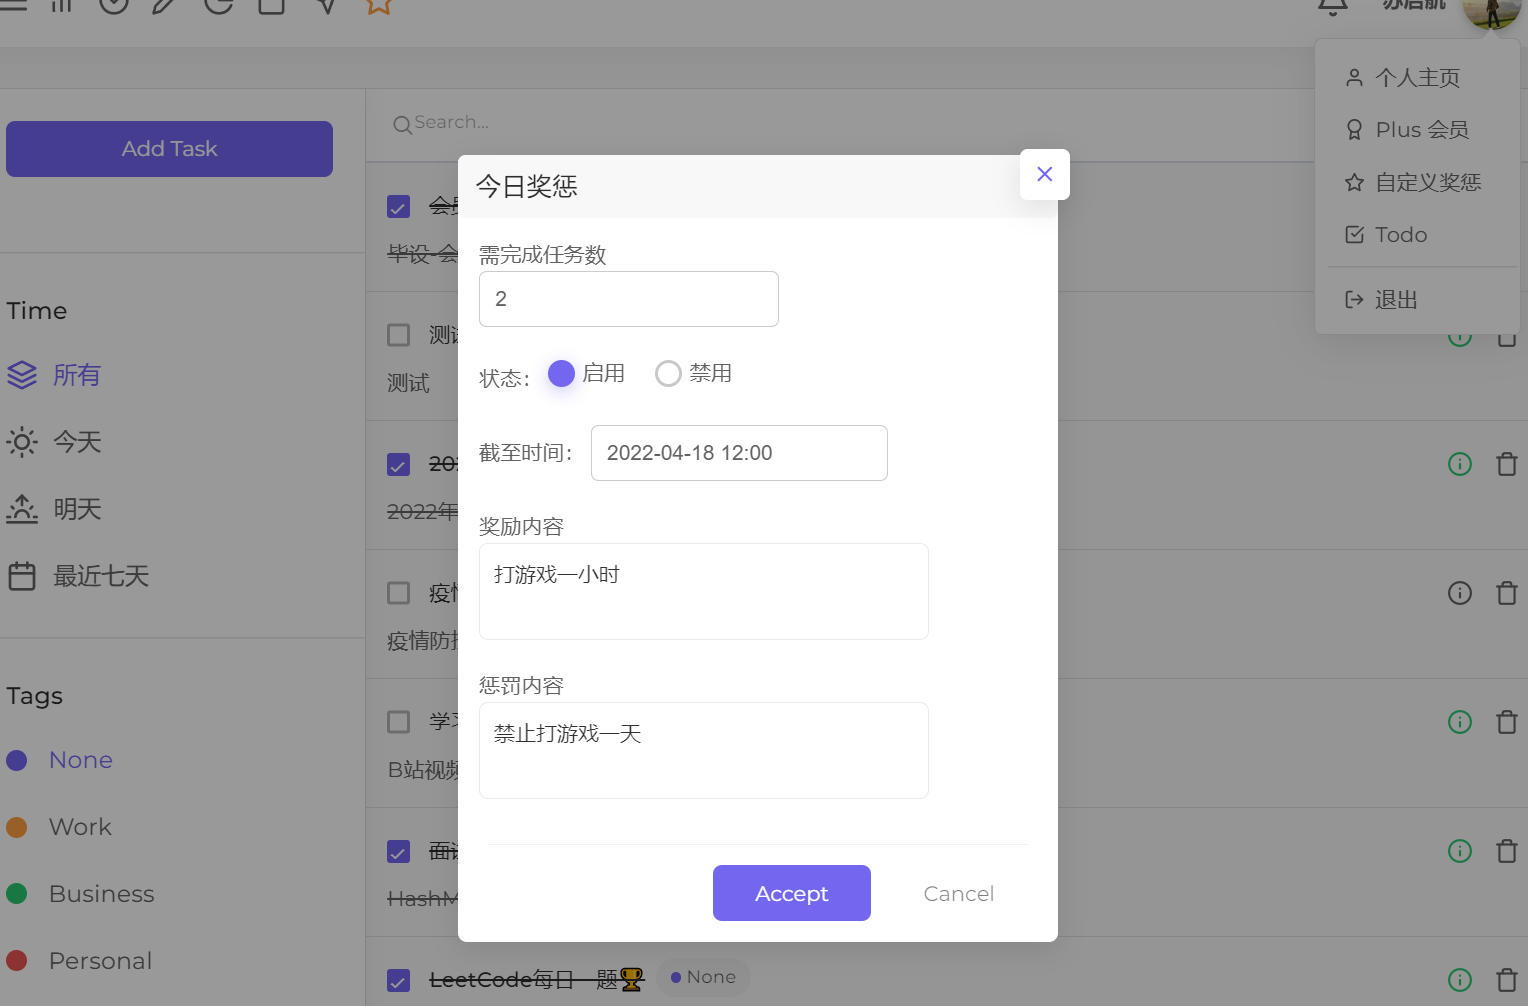 苏启航
个人主页
Plus 会员
自定义奖惩
Todo
退出
Add Task
Time
所有
今天
明天
最近七天
Tags
None
Work
Business
Personal
Search...
毕设-会
测试
2022年
疫情防
学习
B站视频
面试
HashM
LeetCode每日一题🏆 None
今日奖惩
需完成任务数
2
状态：
启用
禁用
截至时间：
2022-04-18 12:00
奖励内容
打游戏一小时
惩罚内容
禁止打游戏一天
Accept
Cancel